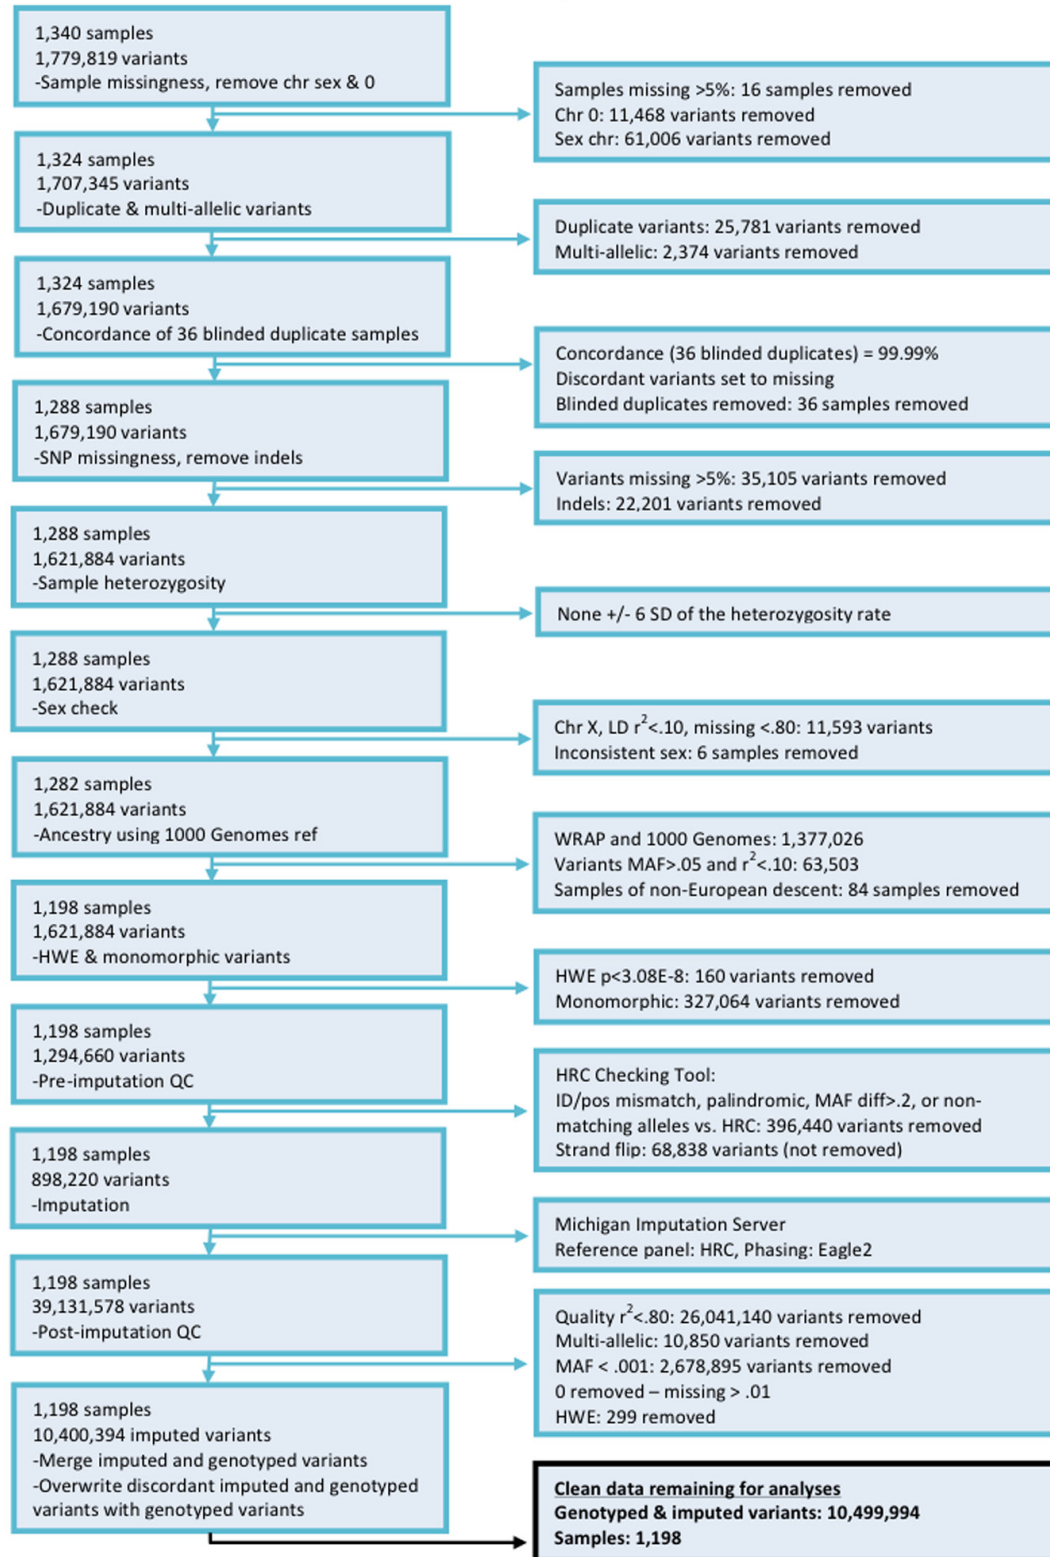 1,340 samples
1,779,819 variants
-Sample missingness, remove chr sex & 0
Samples missing >5%: 16 samples removed
Chr 0: 11,468 variants removed
Sex chr: 61,006 variants removed
1,324 samples
1,707,345 variants
-Duplicate & multi-allelic variants
Duplicate variants: 25,781 variants removed
Multi-allelic: 2,374 variants removed
1,324 samples
1,679,190 variants
-Concordance of 36 blinded duplicate samples
Concordance (36 blinded duplicates) = 99.99%
Discordant variants set to missing
Blinded duplicates removed: 36 samples removed
1,288 samples
1,679,190 variants
-SNP missingness, remove indels
Variants missing >5%: 35,105 variants removed
Indels: 22,201 variants removed
1,288 samples
1,621,884 variants
-Sample heterozygosity
None +/- 6 SD of the heterozygosity rate
1,288 samples
1,621,884 variants
-Sex check
Chr X, LD r²<.10, missing <.80: 11,593 variants
Inconsistent sex: 6 samples removed
1,282 samples
1,621,884 variants
-Ancestry using 1000 Genomes ref
WRAP and 1000 Genomes: 1,377,026
Variants MAF>.05 and r²<.10: 63,503
Samples of non-European descent: 84 samples removed
1,198 samples
1,621,884 variants
-HWE & monomorphic variants
HWE p<3.08E-8: 160 variants removed
Monomorphic: 327,064 variants removed
1,198 samples
1,294,660 variants
-Pre-imputation QC
HRC Checking Tool:
ID/pos mismatch, palindromic, MAF diff>.2, or non-
matching alleles vs. HRC: 396,440 variants removed
Strand flip: 68,838 variants (not removed)
1,198 samples
898,220 variants
-Imputation
Michigan Imputation Server
Reference panel: HRC, Phasing: Eagle2
1,198 samples
39,131,578 variants
-Post-imputation QC
Quality r²<.80: 26,041,140 variants removed
Multi-allelic: 10,850 variants removed
MAF < .001: 2,678,895 variants removed
0 removed – missing > .01
HWE: 299 removed
1,198 samples
10,400,394 imputed variants
-Merge imputed and genotyped variants
-Overwrite discordant imputed and genotyped
variants with genotyped variants
Clean data remaining for analyses
Genotyped & imputed variants: 10,499,994
Samples: 1,198